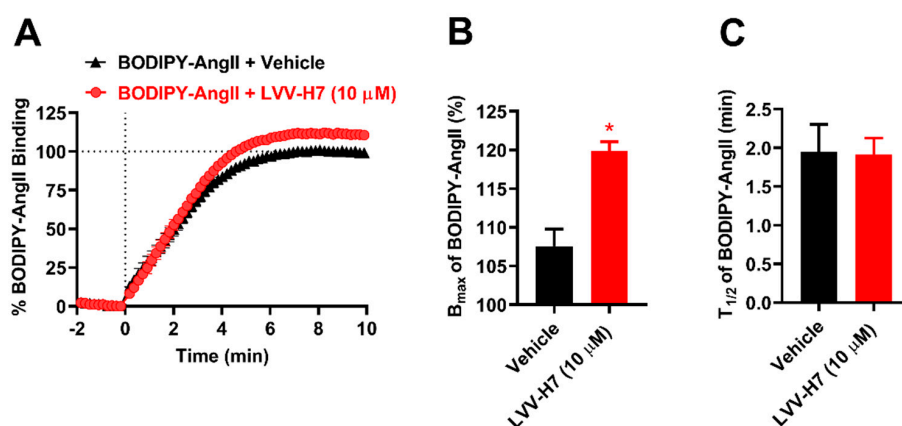 A
BODIPY-AngII + Vehicle
BODIPY-AngII + LVV-H7 (10 μM)
% BODIPY-AngII Binding
125
100
75
50
25
0
-2 0 2 4 6 8 10
Time (min)
B
Bmax of BODIPY-AngII (%)
125
120
115
110
105
100
*
Vehicle
LVV-H7 (10 μM)
C
T1/2 of BODIPY-AngII (min)
2.5
2.0
1.5
1.0
0.5
0.0
Vehicle
LVV-H7 (10 μM)